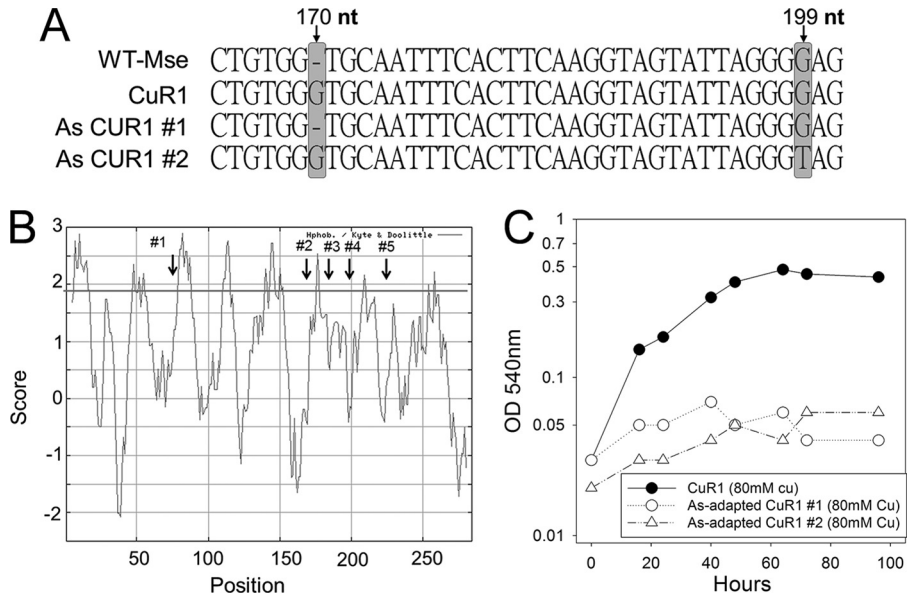 A
170 nt 199 nt
WT-Mse CTGTGG-TGCAATTTCACTTCAAGGTAGTATTAGGGGAG
CuR1 CTGTGGGTGCAATTTCACTTCAAGGTAGTATTAGGGGAG
As CUR1 #1 CTGTGG-TGCAATTTCACTTCAAGGTAGTATTAGGGGAG
As CUR1 #2 CTGTGGGTGCAATTTCACTTCAAGGTAGTATTAGGGTAG
B
Hphob. / Kyte & Doolittle
#1 #2 #3 #4 #5
3
2
1
0
-1
-2
Score
50 100 150 200 250
Position
C
1
0.7
0.5
0.3
0.1
0.05
0.01
OD 540nm
CuR1 (80mM cu)
As-adapted CuR1 #1 (80mM Cu)
As-adapted CuR1 #2 (80mM Cu)
0 20 40 60 80 100
Hours